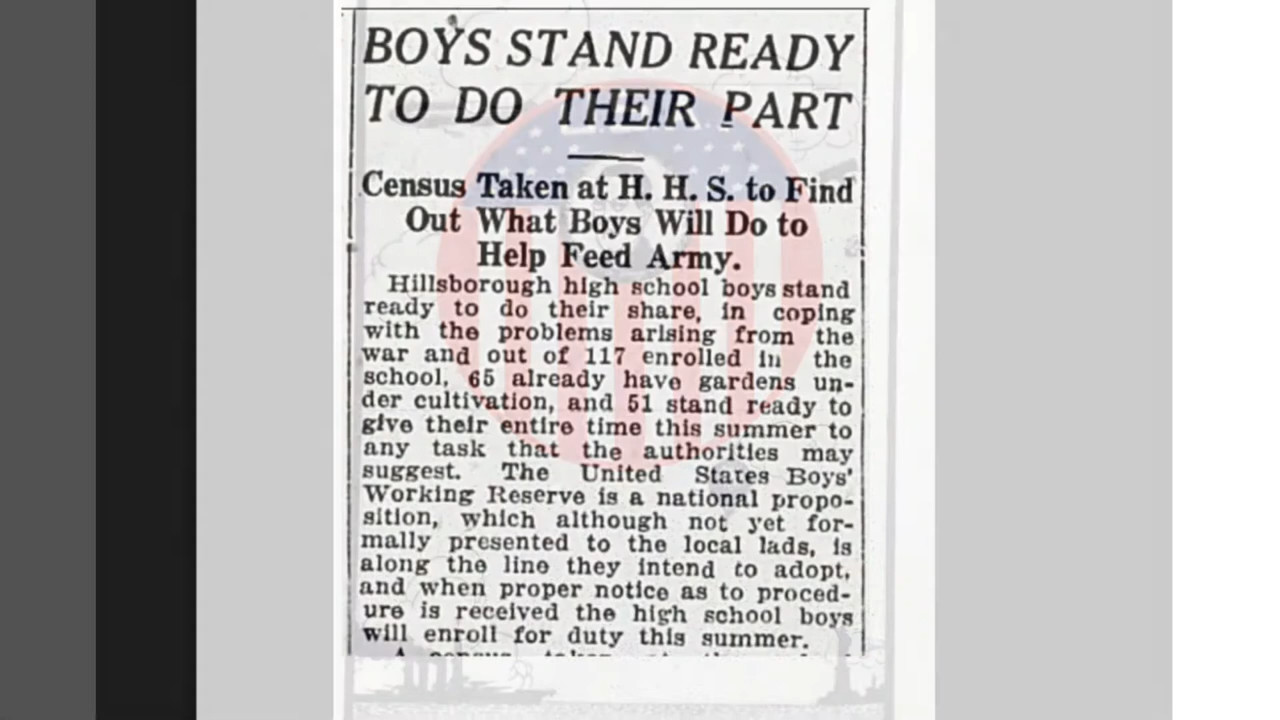 BOYS STAND READY
TO DO THEIR PART
Census Taken at H. H. S. to Find
Out What Boys Will Do to
Help Feed Army.
Hillsborough high school boys stand
ready to do their share, in coping
with the problems arising from the
war and out of 117 enrolled in the
school, 65 already have gardens un-
der cultivation, and 51 stand ready to
give their entire time this summer to
any task that the authorities may
suggest. The United States Boys'
Working Reserve is a national propo-
sition, which although not yet for-
mally presented to the local lads, is
along the line they intend to adopt,
and when proper notice as to proced-
ure is received the high school boys
will enroll for duty this summer.